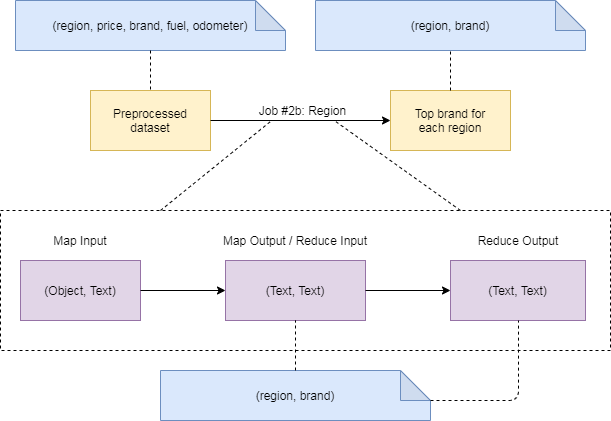 (region, price, brand, fuel, odometer)
(region, brand)
Preprocessed
dataset
Job #2b: Region
Top brand for
each region
Map Input
Map Output / Reduce Input
Reduce Output
(Object, Text)
(Text, Text)
(Text, Text)
(region, brand)